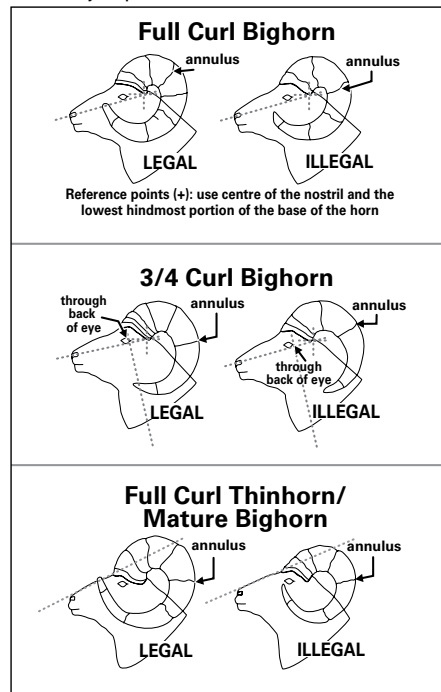 Full Curl Bighorn
annulus
annulus
LEGAL
ILLEGAL
Reference points (+): use centre of the nostril and the
lowest hindmost portion of the base of the horn
3/4 Curl Bighorn
through
back
of eye
annulus
annulus
through
back of eye
LEGAL
ILLEGAL
Full Curl Thinhorn/
Mature Bighorn
annulus
annulus
LEGAL
ILLEGAL